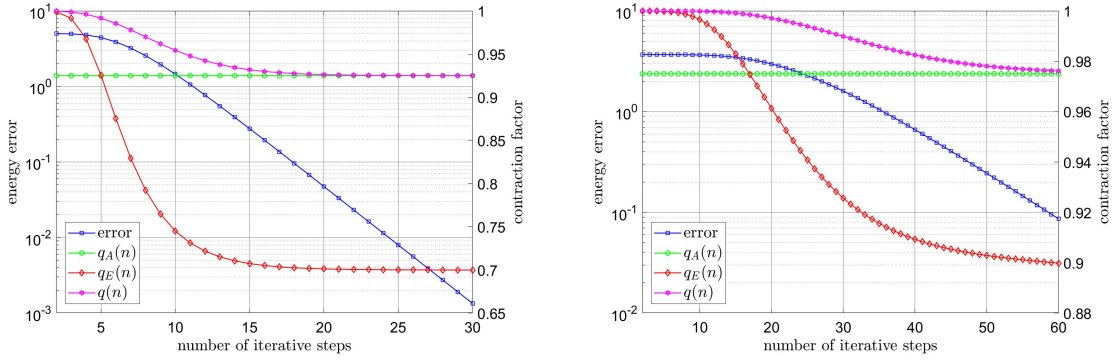 10^1
10^0
10^-1
10^-2
10^-3
energy error
1
0.95
0.9
0.85
0.8
0.75
0.7
0.65
contraction factor
5
10
15
20
25
30
number of iterative steps
error
q_A(n)
q_E(n)
q(n)
10^1
10^0
10^-1
10^-2
energy error
1
0.98
0.96
0.94
0.92
0.9
0.88
contraction factor
10
20
30
40
50
60
number of iterative steps
error
q_A(n)
q_E(n)
q(n)